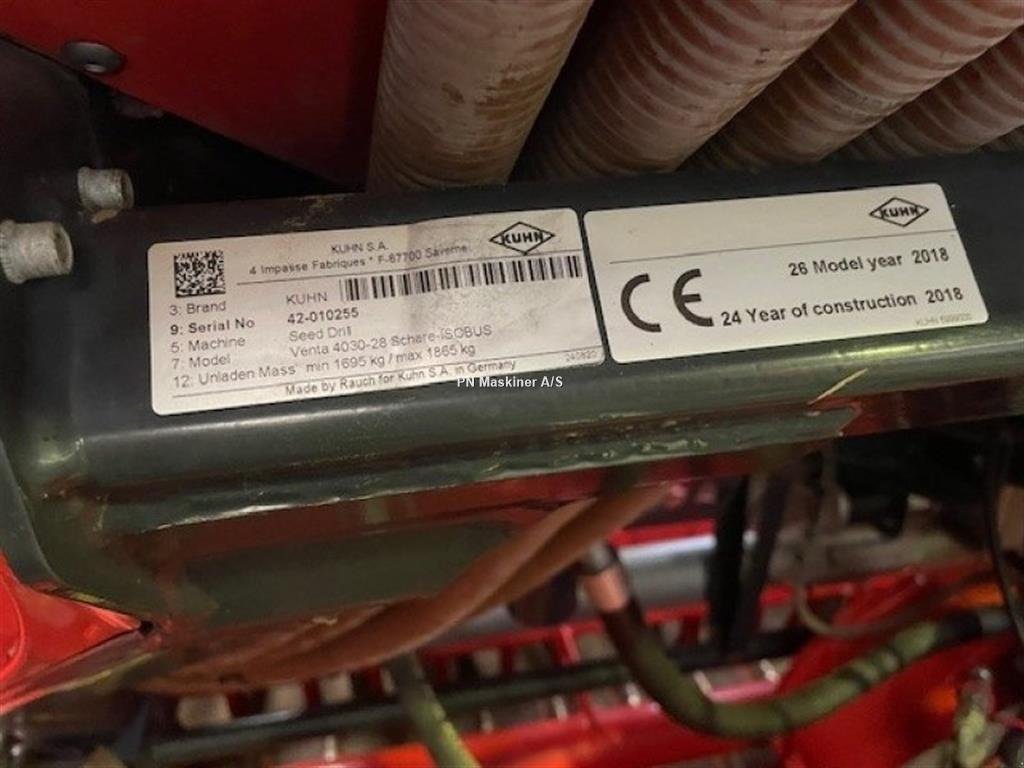 KUHN S.A.
4 Impasse Fabriques * F-67700 Saverne
KUHN
3: Brand KUHN
9: Serial No 42-010255
5: Machine Seed Drill
7: Model Venta 4030-28 Schare-ISOBUS
12: Unladen Mass min 1695 kg / max 1865 kg
240620
Made by Rauch for Kuhn S.A. in Germany
KUHN
CE
26 Model year 2018
24 Year of construction 2018
PN Maskiner A/S